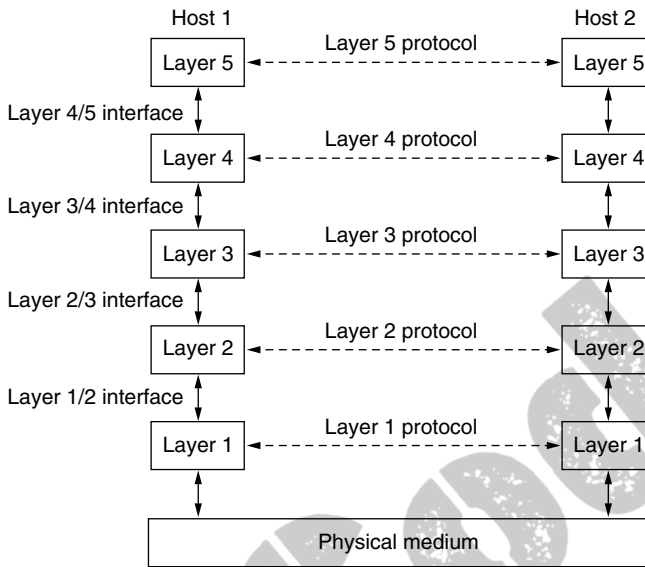 Host 1
Host 2
Layer 5 protocol
Layer 5
Layer 5
Layer 4/5 interface
Layer 4 protocol
Layer 4
Layer 4
Layer 3/4 interface
Layer 3 protocol
Layer 3
Layer 3
Layer 2/3 interface
Layer 2 protocol
Layer 2
Layer 2
Layer 1/2 interface
Layer 1 protocol
Layer 1
Layer 1
Physical medium